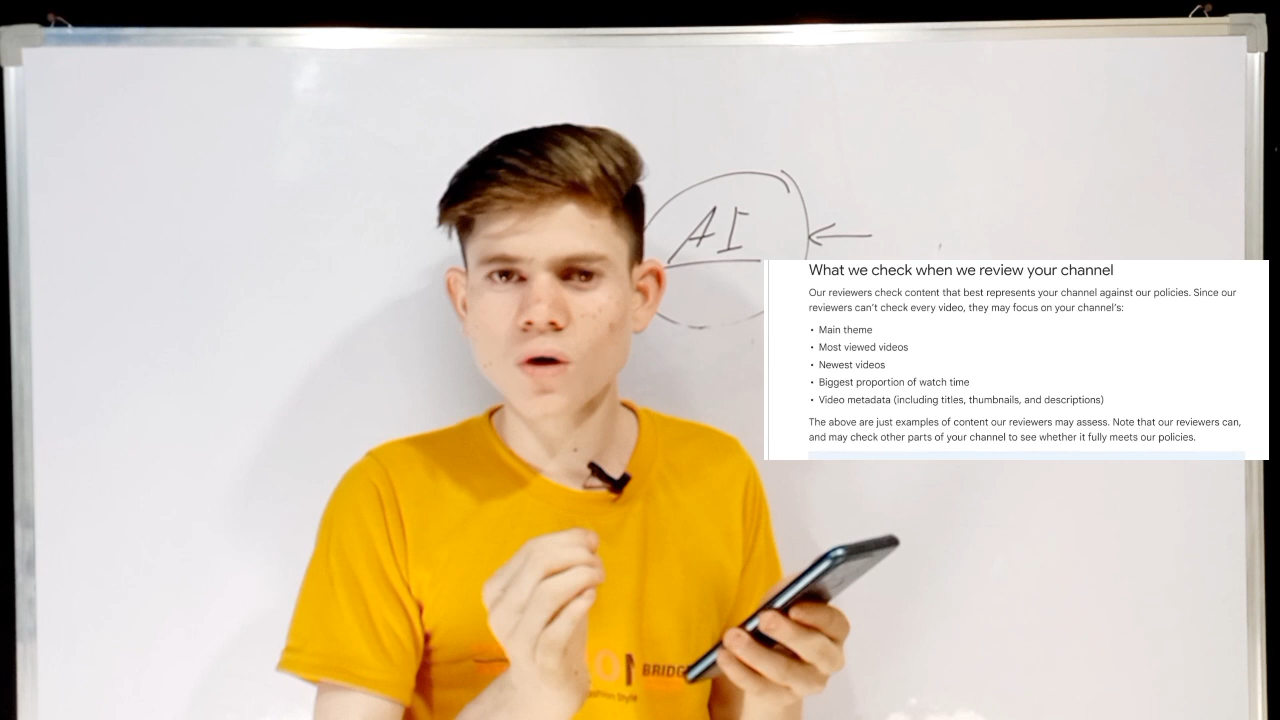 AI
What we check when we review your channel
Our reviewers check content that best represents your channel against our policies. Since our
reviewers can't check every video, they may focus on your channel's:
• Main theme
• Most viewed videos
• Newest videos
• Biggest proportion of watch time
• Video metadata (including titles, thumbnails, and descriptions)
The above are just examples of content our reviewers may assess. Note that our reviewers can,
and may check other parts of your channel to see whether it fully meets our policies.
BRIDG